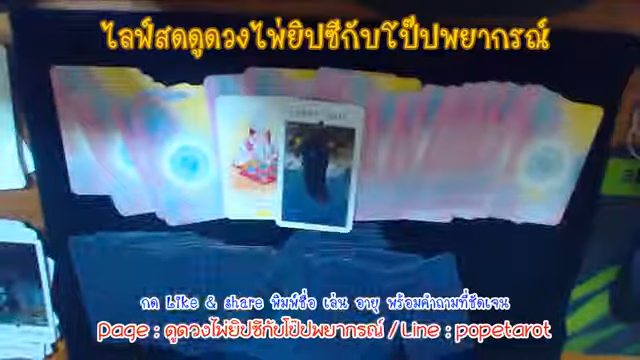 ไลฟ์สดดูดวงไพ่ยิปซีกับโป๊ปพยากรณ์
กด Like & share พิมพ์ชื่อ เล่น อายุ พร้อมคำถามที่ชัดเจน
Page : ดูดวงไพ่ยิปซีกับโป๊ปพยากรณ์ / Line : popetarot